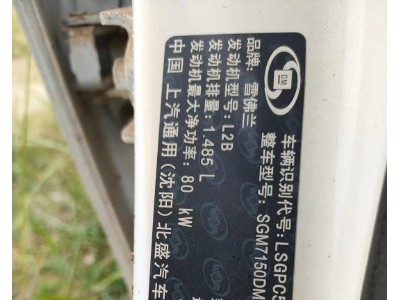 GM
品牌：雪佛兰
车辆识别代号：LSGPC5
整车型号：SGM7150DM
发动机型号：L2B
发动机排量：1.485 L
发动机最大净功率：80 kW
中国 上汽通用(沈阳)北盛汽车